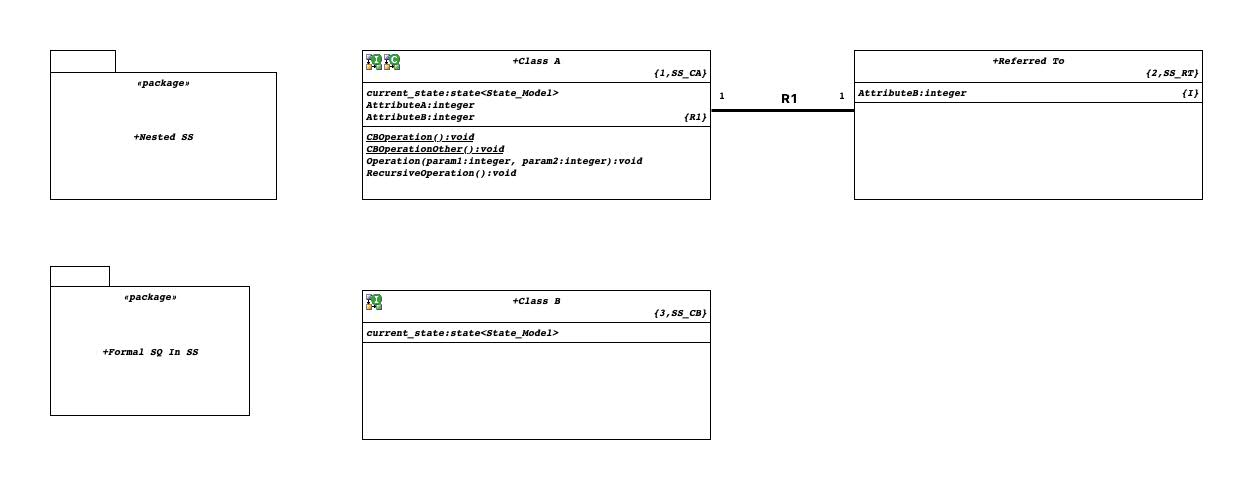 «package»
+Nested SS
+Class A
{1,SS_CA}
current_state:state<State_Model>
AttributeA:integer
AttributeB:integer {R1}
CBOperation():void
CBOperationOther():void
Operation(param1:integer, param2:integer):void
RecursiveOperation():void
1 R1 1
+Referred To
{2,SS_RT}
AttributeB:integer {I}
«package»
+Formal SQ In SS
+Class B
{3,SS_CB}
current_state:state<State_Model>